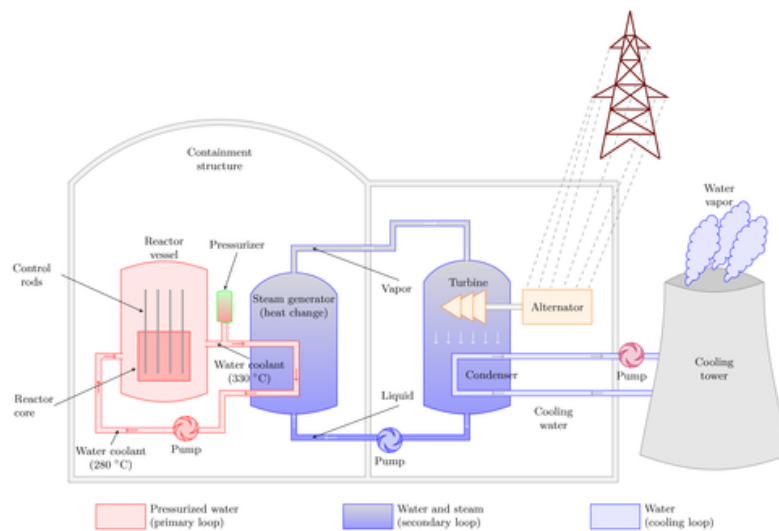 Containment
structure
Water
vapor
Reactor
vessel
Pressurizer
Control
rods
Vapor
Turbine
Steam generator
(heat change)
Alternator
Water coolant
(330 °C)
Condenser
Pump
Cooling
tower
Reactor
core
Liquid
Cooling
water
Water coolant
(280 °C)
Pump
Pump
Pressurized water
(primary loop)
Water and steam
(secondary loop)
Water
(cooling loop)